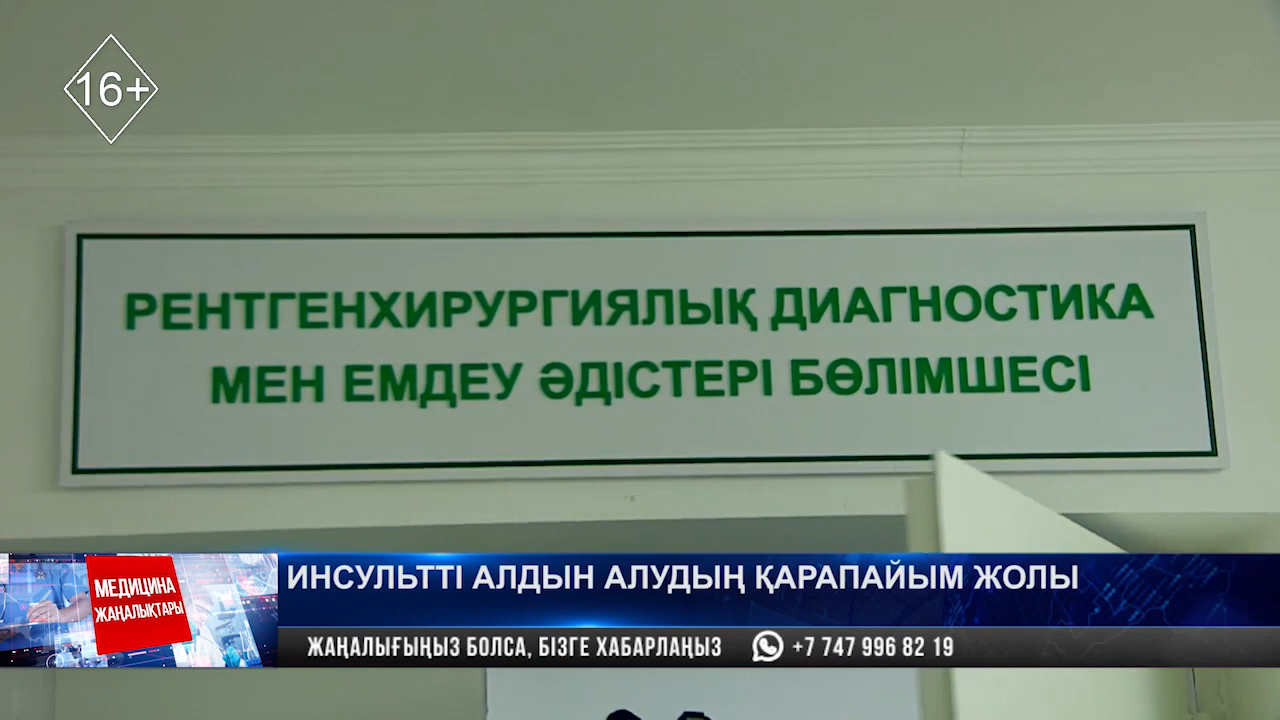 16+
РЕНТГЕНХИРУРГИЯЛЫҚ ДИАГНОСТИКА
МЕН ЕМДЕУ ӘДІСТЕРІ БӨЛІМШЕСІ
МЕДИЦИНА
ЖАҢАЛЫҚТАРЫ
ИНСУЛЬТТІ АЛДЫН АЛУДЫҢ ҚАРАПАЙЫМ ЖОЛЫ
ЖАҢАЛЫҒЫҢЫЗ БОЛСА, БІЗГЕ ХАБАРЛАҢЫЗ +7 747 996 82 19